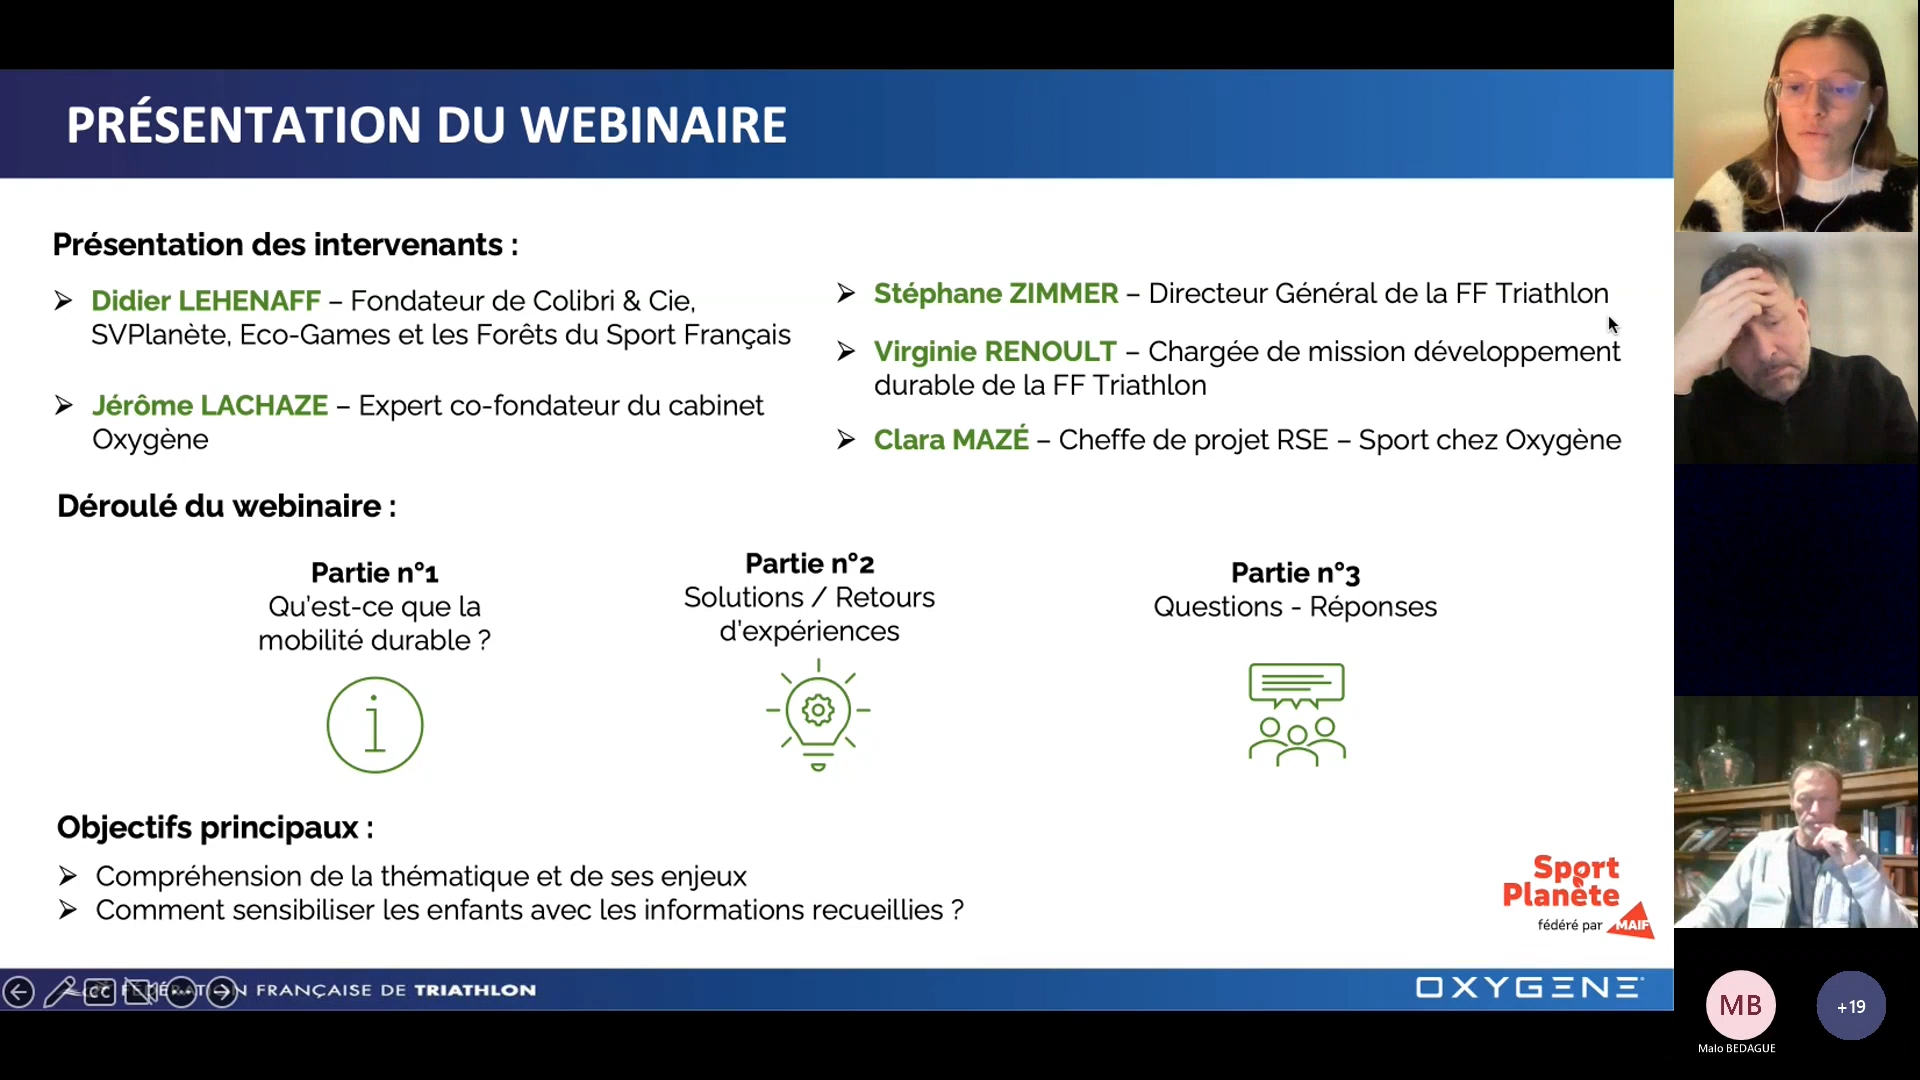 PRÉSENTATION DU WEBINAIRE
Présentation des intervenants :
➢ Didier LEHENAFF – Fondateur de Colibri & Cie,
SVPlanète, Eco-Games et les Forêts du Sport Français
➢ Jérôme LACHAZE – Expert co-fondateur du cabinet
Oxygène
➢ Stéphane ZIMMER – Directeur Général de la FF Triathlon
➢ Virginie RENOULT – Chargée de mission développement
durable de la FF Triathlon
➢ Clara MAZÉ – Cheffe de projet RSE – Sport chez Oxygène
Déroulé du webinaire :
Partie n°1
Qu'est-ce que la
mobilité durable ?
Partie n°2
Solutions / Retours
d'expériences
Partie n°3
Questions - Réponses
Objectifs principaux :
➢ Compréhension de la thématique et de ses enjeux
➢ Comment sensibiliser les enfants avec les informations recueillies ?
Sport
Planète
fédéré par MAIF
FRANÇAISE DE TRIATHLON
CC
OXYGENE
MB
+19
Malo BEDAGUE